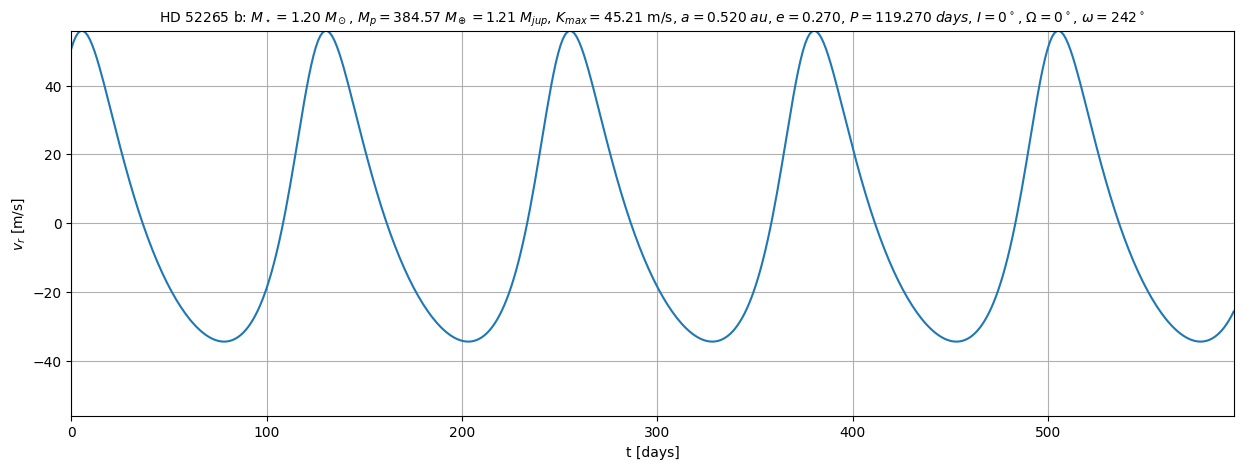 HD 52265 b: M⋆ = 1.20 M⊙, Mp = 384.57 M⊕ = 1.21 Mjup, Kmax = 45.21 m/s, a = 0.520 au, e = 0.270, P = 119.270 days, I = 0°, Ω = 0°, ω = 242°
40
20
0
−20
−40
vr [m/s]
0 100 200 300 400 500
t [days]